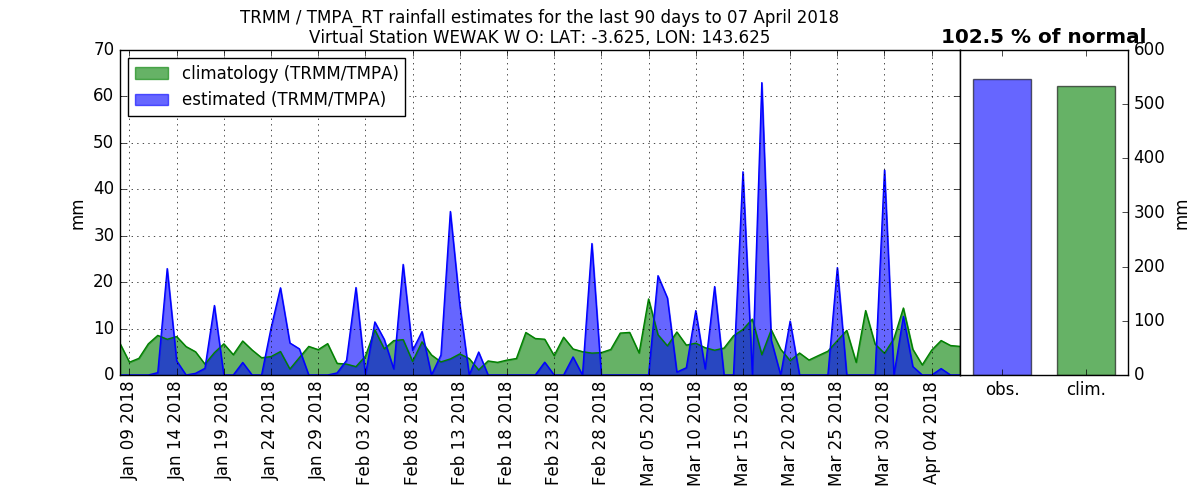 TRMM / TMPA_RT rainfall estimates for the last 90 days to 07 April 2018
Virtual Station WEWAK W O: LAT: -3.625, LON: 143.625
102.5 % of normal
climatology (TRMM/TMPA)
estimated (TRMM/TMPA)
70
60
50
40
30
20
10
0
mm
600
500
400
300
200
100
0
mm
obs.
clim.
Jan 09 2018
Jan 14 2018
Jan 19 2018
Jan 24 2018
Jan 29 2018
Feb 03 2018
Feb 08 2018
Feb 13 2018
Feb 18 2018
Feb 23 2018
Feb 28 2018
Mar 05 2018
Mar 10 2018
Mar 15 2018
Mar 20 2018
Mar 25 2018
Mar 30 2018
Apr 04 2018